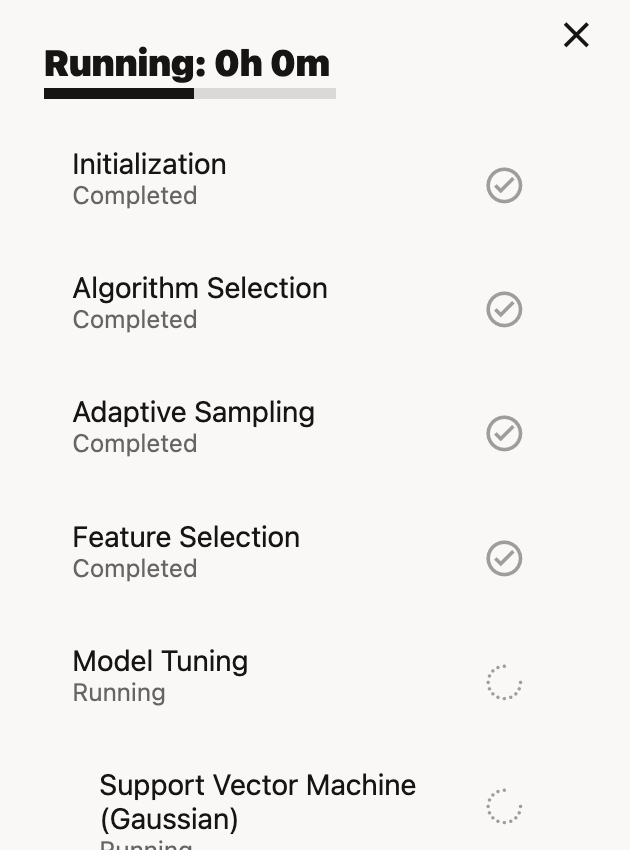 Running: 0h 0m
Initialization
Completed
Algorithm Selection
Completed
Adaptive Sampling
Completed
Feature Selection
Completed
Model Tuning
Running
Support Vector Machine
(Gaussian)
Running